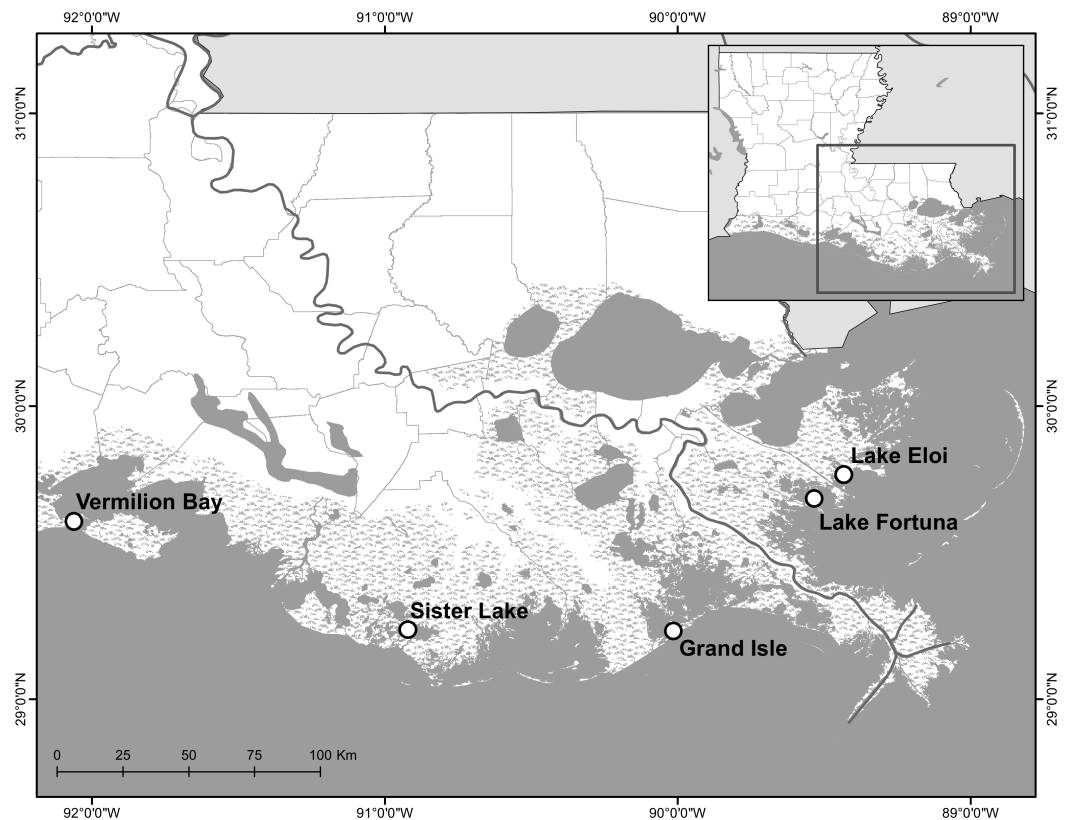 92°0'0"W 91°0'0"W 90°0'0"W 89°0'0"W
31°0'0"N 31°0'0"N
30°0'0"N 30°0'0"N
Lake Eloi
Vermilion Bay
Lake Fortuna
Sister Lake
Grand Isle
29°0'0"N 29°0'0"N
0 25 50 75 100 Km
92°0'0"W 91°0'0"W 90°0'0"W 89°0'0"W